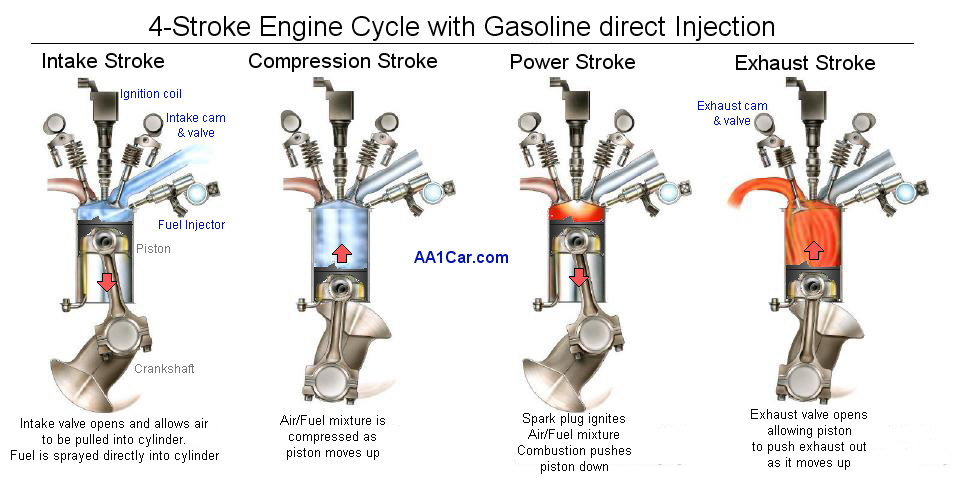 4-Stroke Engine Cycle with Gasoline direct Injection
Intake Stroke
Compression Stroke
Power Stroke
Exhaust Stroke
Ignition coil
Intake cam
& valve
Exhaust cam
& valve
Fuel Injector
Piston
AA1Car.com
Crankshaft
Intake valve opens and allows air
to be pulled into cylinder.
Fuel is sprayed directly into cylinder
Air/Fuel mixture is
compressed as
piston moves up
Spark plug ignites
Air/Fuel mixture
Combustion pushes
piston down
Exhaust valve opens
allowing piston
to push exhaust out
as it moves up